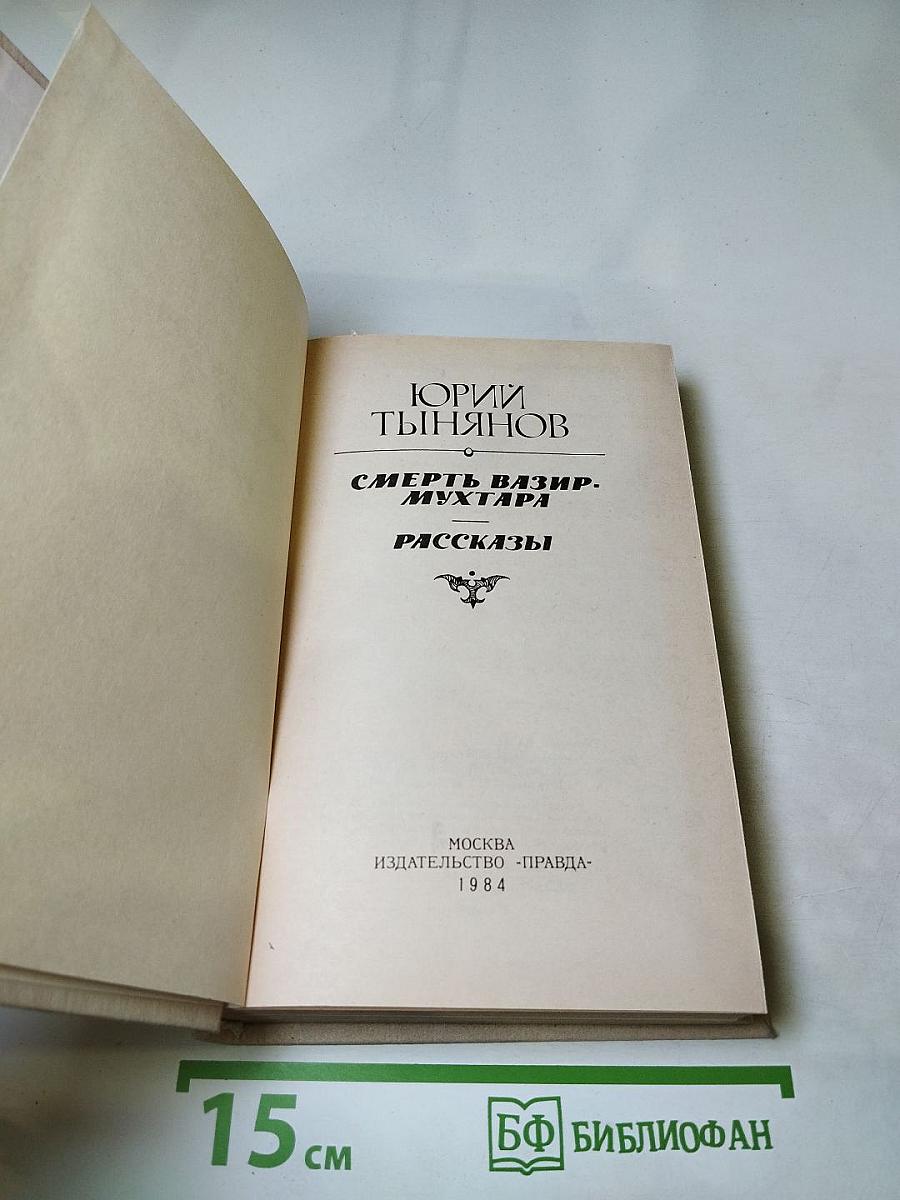 ЮРИЙ
ТЫНЯНОВ
СМЕРТЬ ВАЗИР-
МУХТАРА
РАССКАЗЫ
МОСКВА
ИЗДАТЕЛЬСТВО «ПРАВДА»
1984
15 см
БФ БИБЛИОФАН